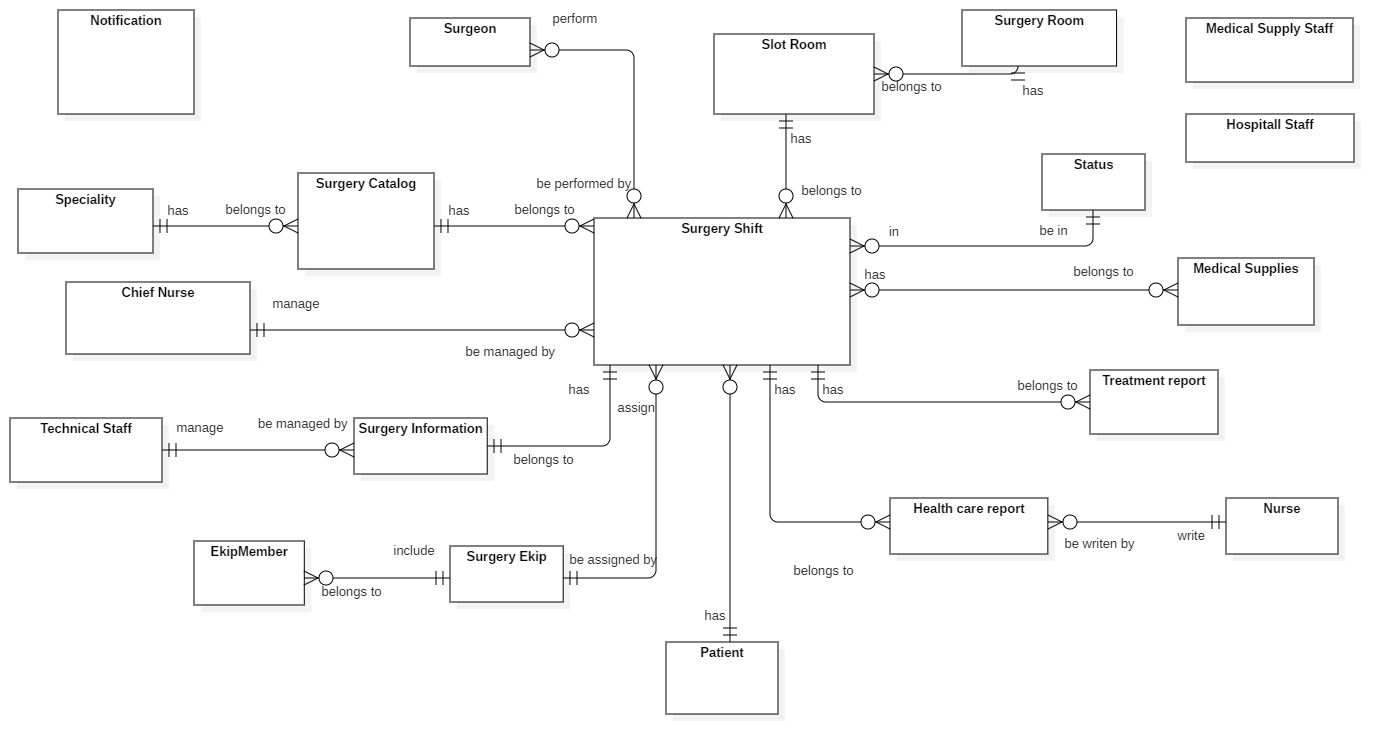 Notification
Surgeon
perform
Slot Room
Surgery Room
Medical Supply Staff
belongs to
has
Hospitall Staff
has
Speciality
has
belongs to
Surgery Catalog
has
belongs to
be performed by
belongs to
Status
Surgery Shift
in
be in
has
belongs to
Medical Supplies
Chief Nurse
manage
be managed by
has
assign
has
has
belongs to
Treatment report
Technical Staff
manage
be managed by
Surgery Information
belongs to
Health care report
be writen by
write
Nurse
belongs to
EkipMember
belongs to
include
Surgery Ekip
be assigned by
has
Patient